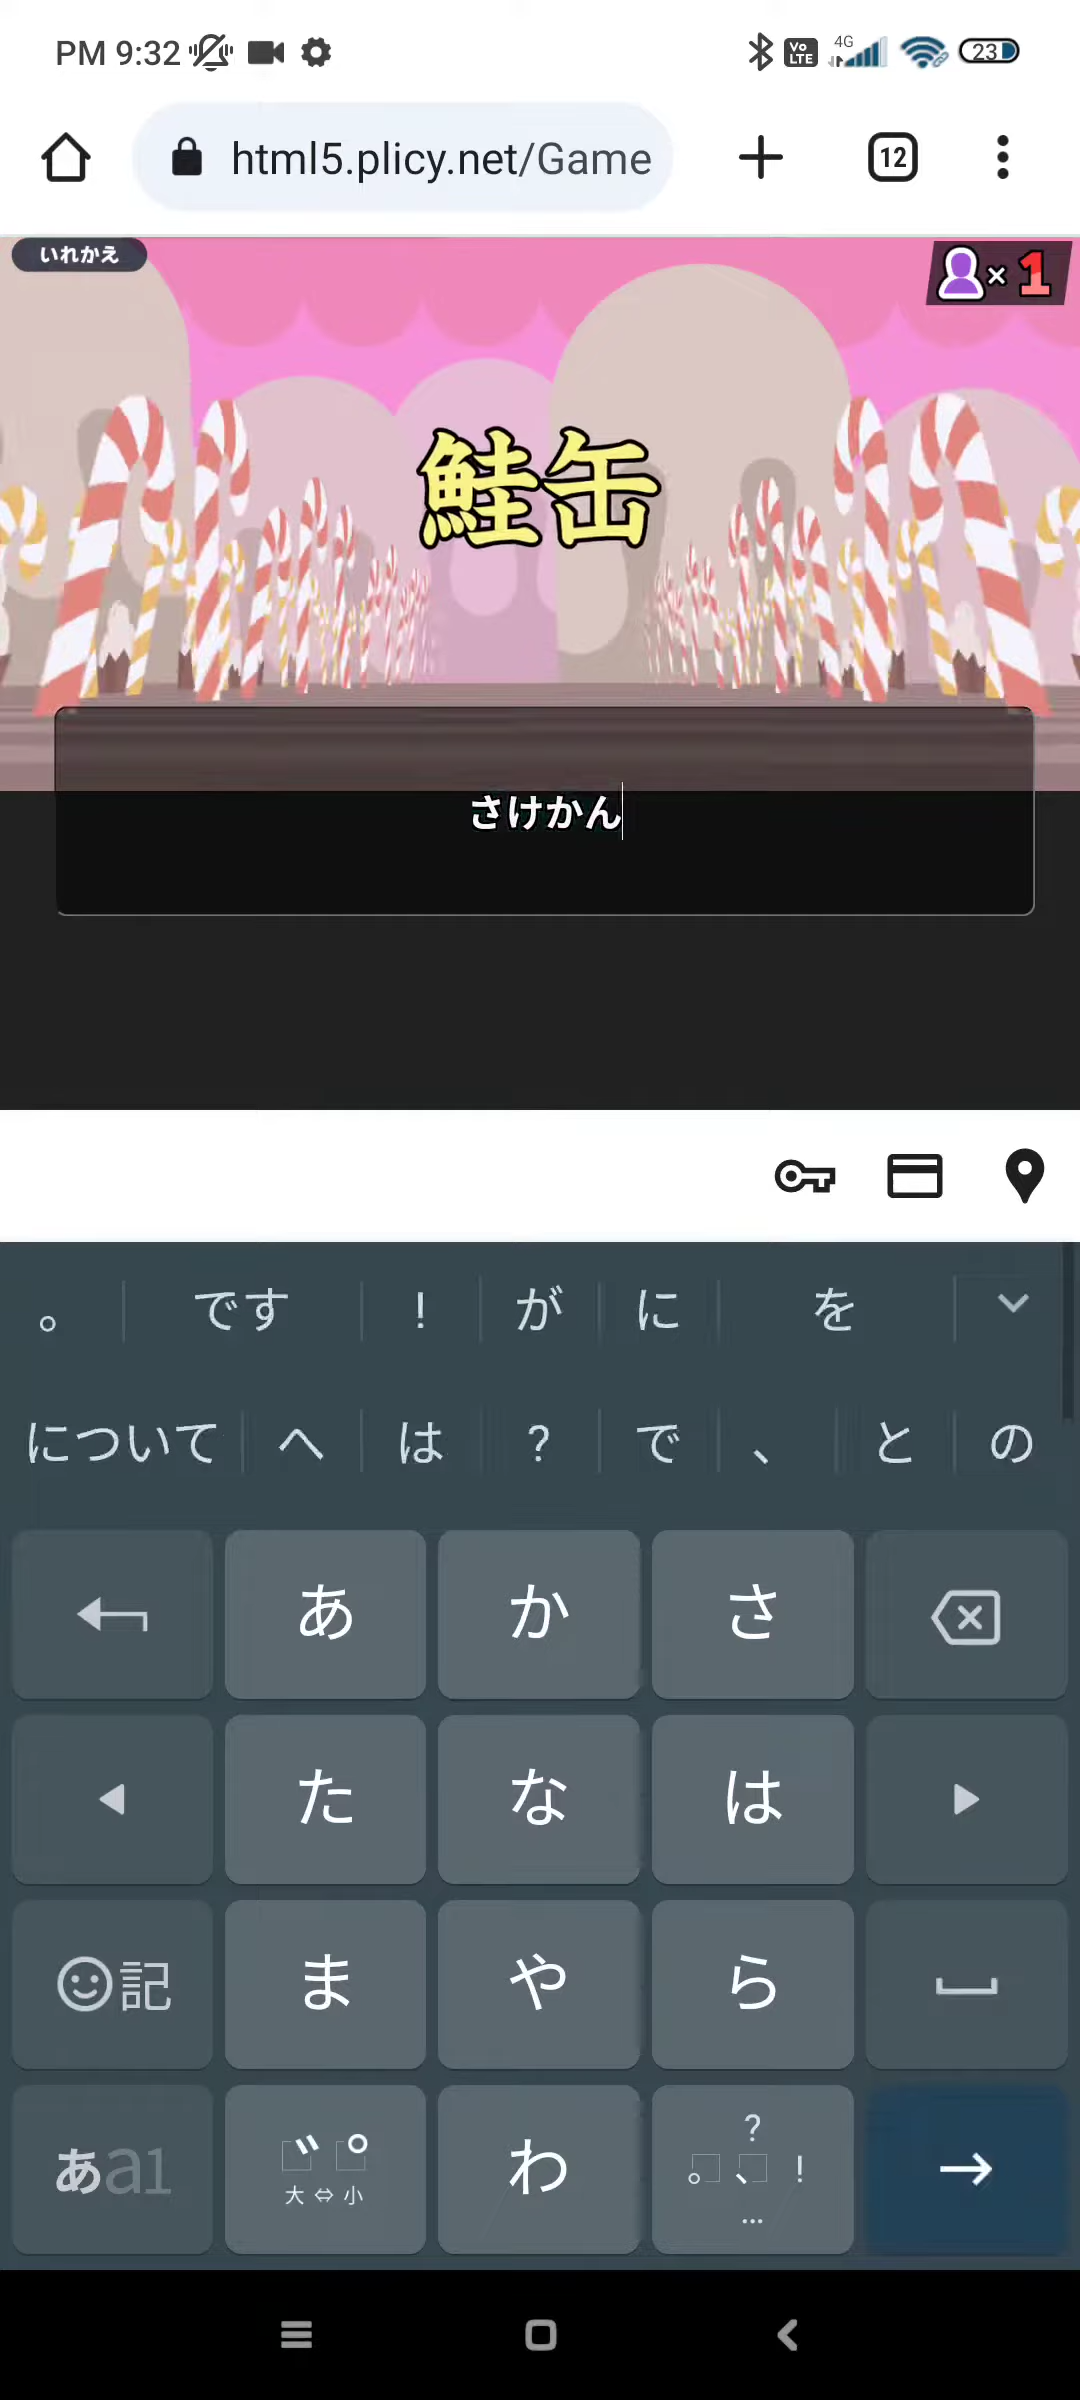 PM 9:32
Vo LTE 4G 23
html5.plicy.net/Game
12
いれかえ
× 1
鮭缶
さけかん
。 です ! が に を
について へ は ? で 、 と の
あ か さ
た な は
記 ま や ら
あa1 ゛ ゜ 大⇔小 わ 。 ? 、 ! …